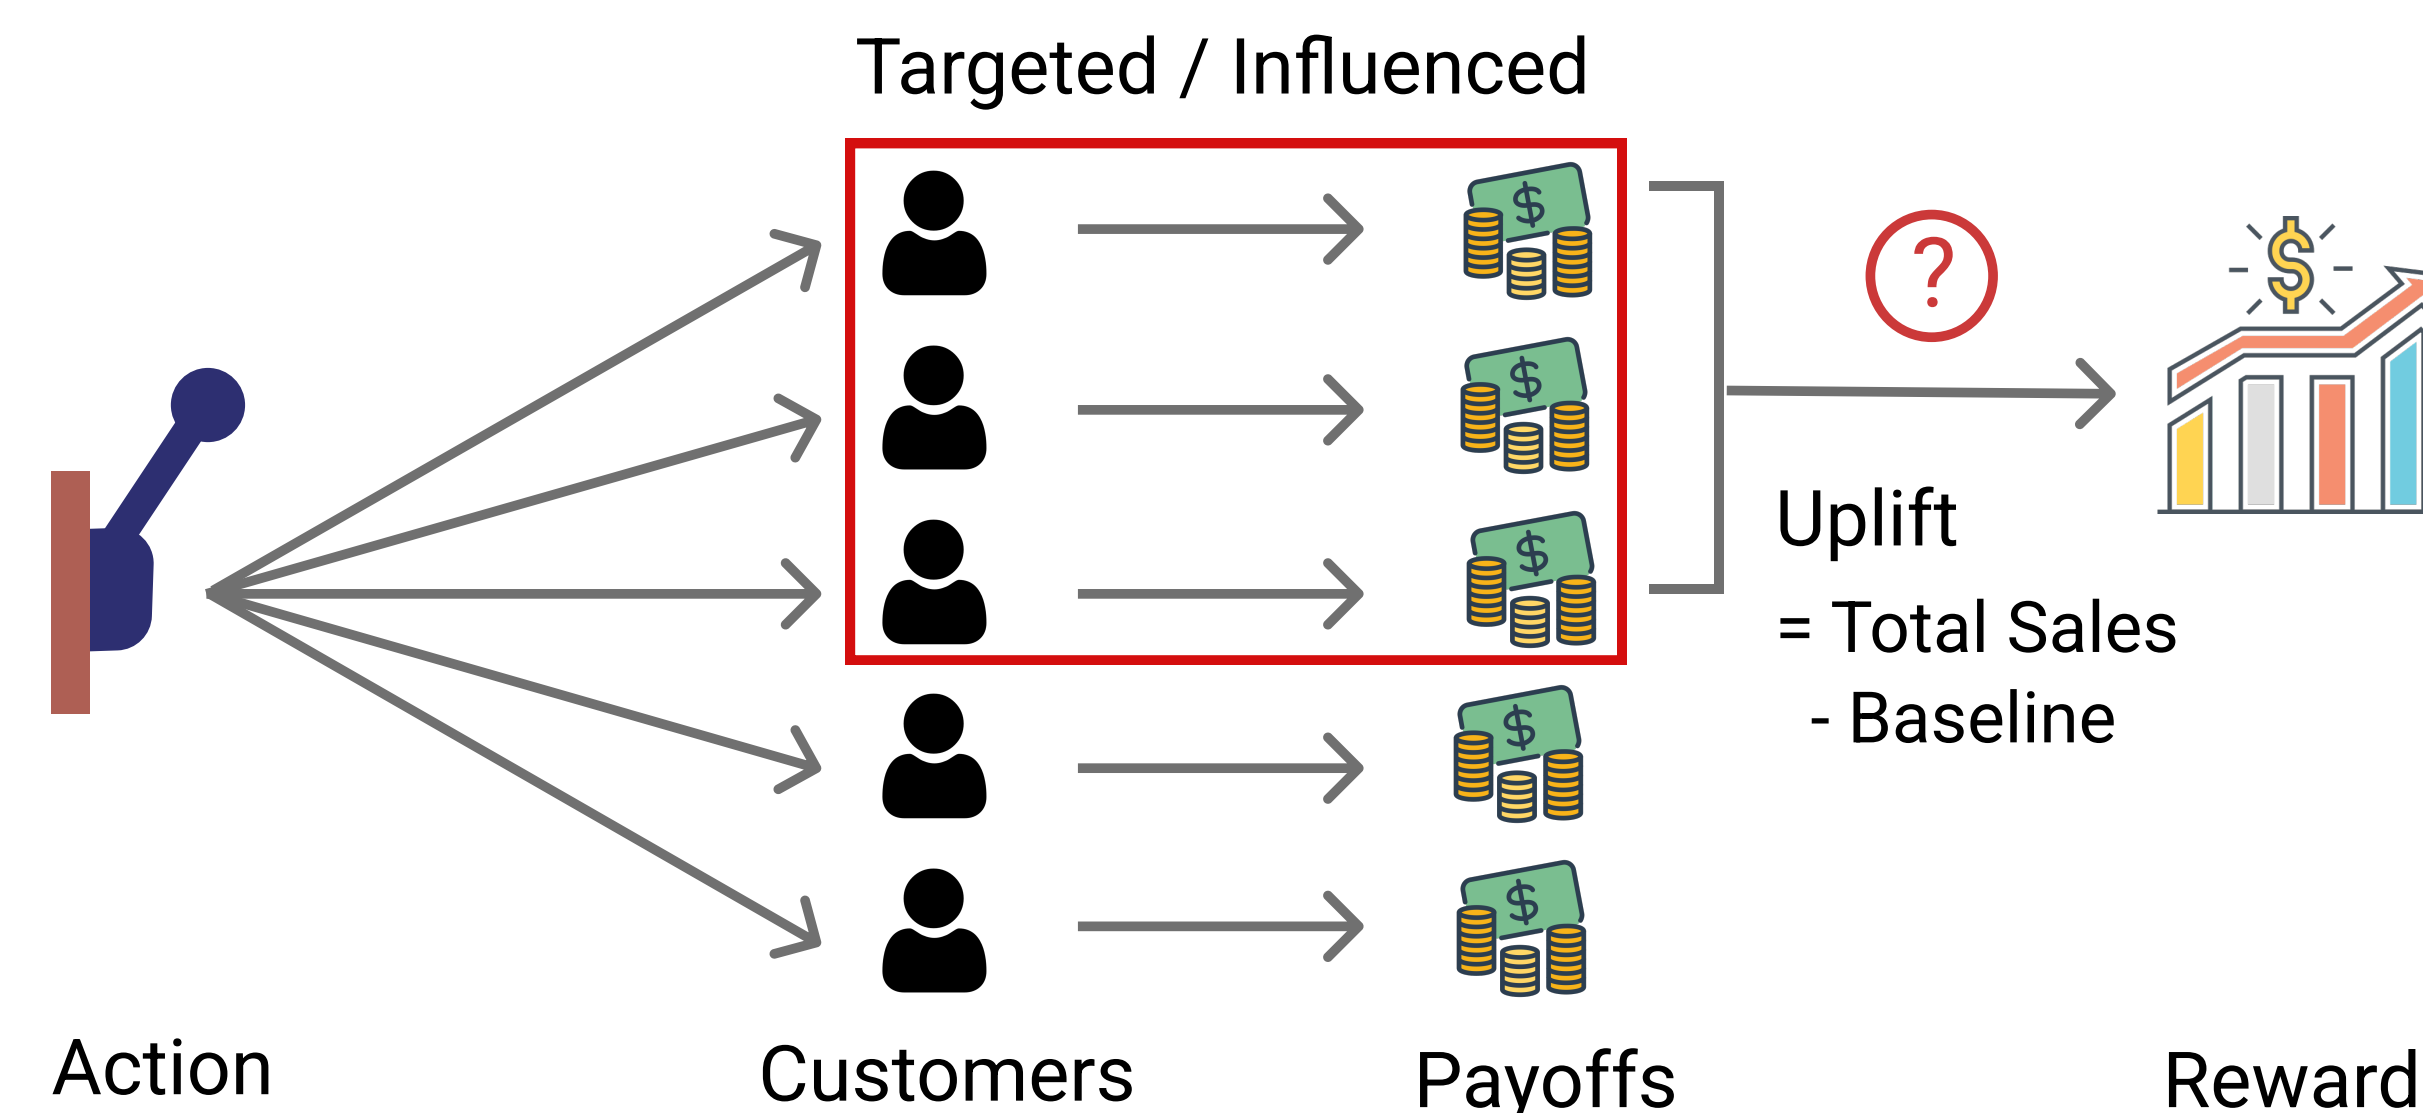 Targeted / Influenced
?
Uplift
= Total Sales
- Baseline
Action
Customers
Payoffs
Reward